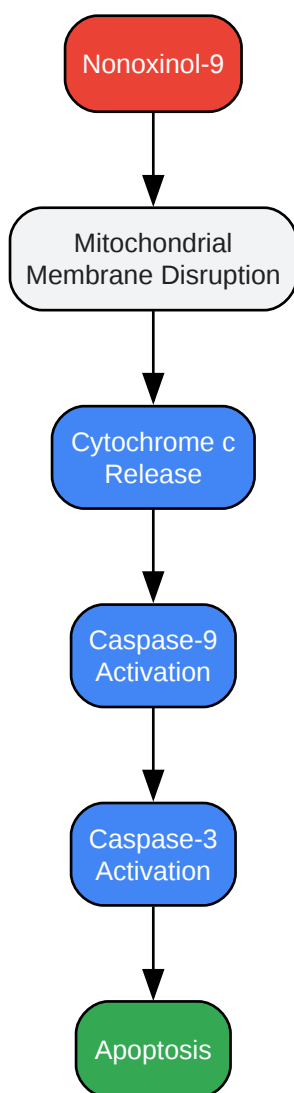 Nonoxinol-9
Mitochondrial
Membrane Disruption
Cytochrome c
Release
Caspase-9
Activation
Caspase-3
Activation
Apoptosis